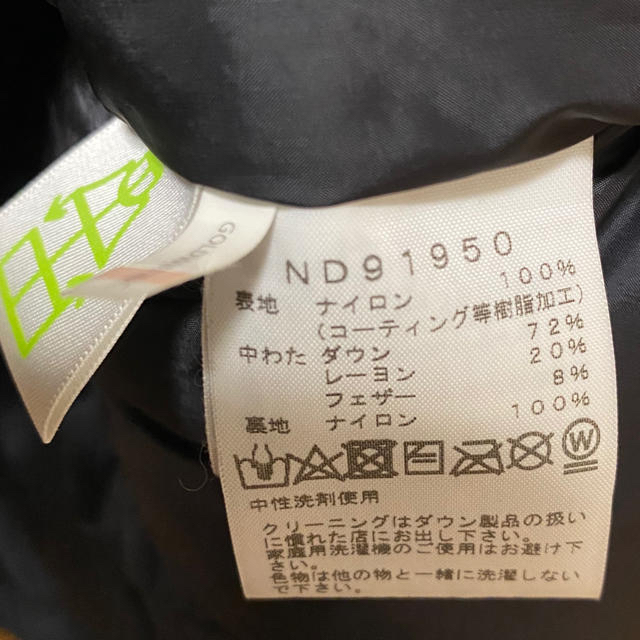 GOLD
ND91950
表地 ナイロン 100%
(コーティング等樹脂加工)
中わた ダウン 72%
レーヨン 20%
フェザー 8%
裏地 ナイロン 100%
W
中性洗剤使用
クリーニングはダウン製品の扱い
に慣れた店にお出し下さい。
家庭用洗濯機のご使用はお避け下
さい。
色物は他の物と一緒に洗濯しない
で下さい。